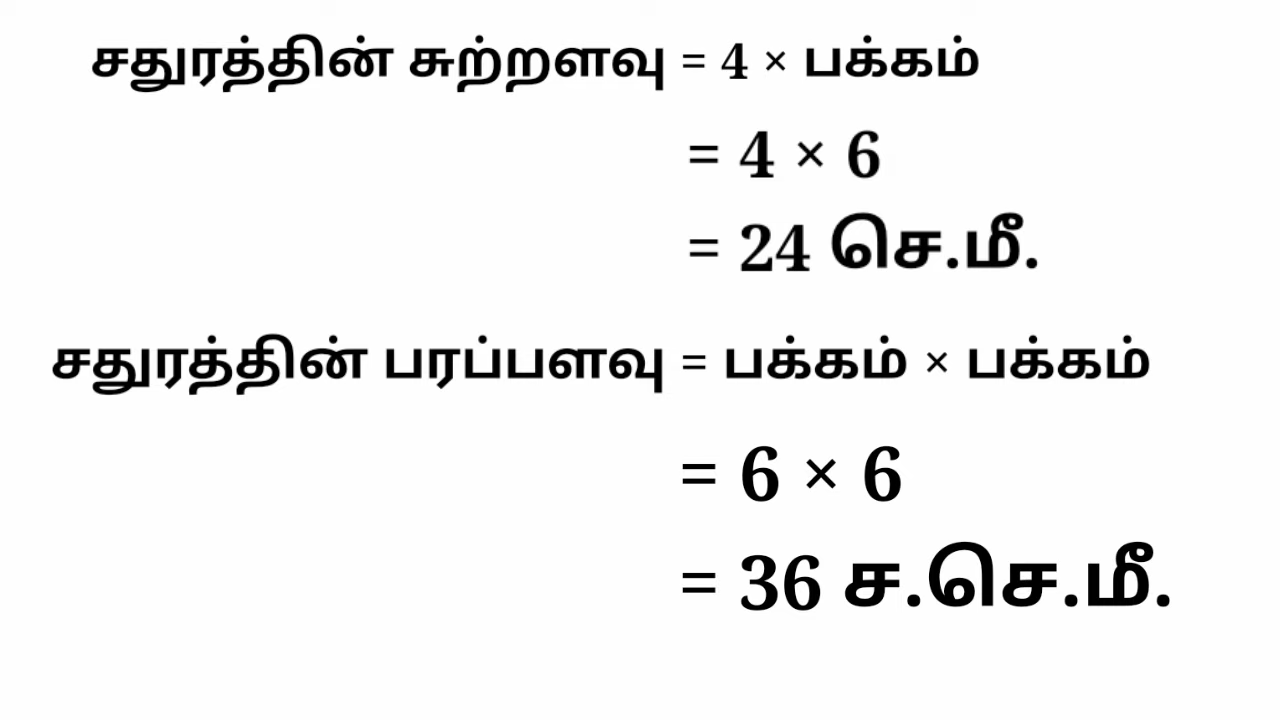 சதுரத்தின் சுற்றளவு = 4 × பக்கம்
= 4 × 6
= 24 செ.மீ.
சதுரத்தின் பரப்பளவு = பக்கம் × பக்கம்
= 6 × 6
= 36 ச.செ.மீ.